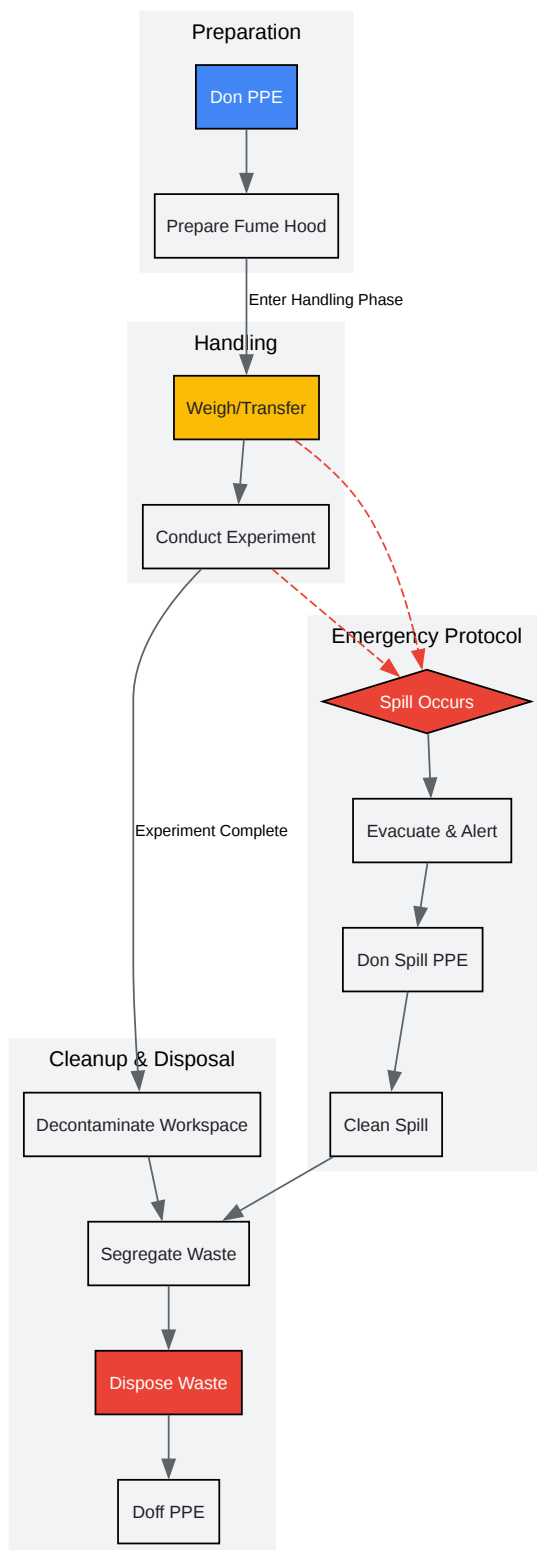 Preparation
Don PPE
Prepare Fume Hood
Enter Handling Phase
Handling
Weigh/Transfer
Conduct Experiment
Emergency Protocol
Spill Occurs
Evacuate & Alert
Experiment Complete
Don Spill PPE
Cleanup & Disposal
Decontaminate Workspace
Clean Spill
Segregate Waste
Dispose Waste
Doff PPE